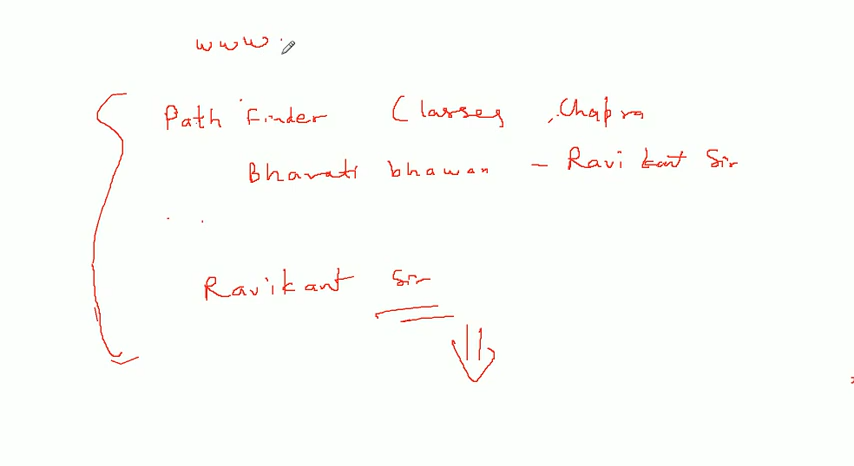 www.
Path Finder Classes, Chapra
Bharati bhawan - Ravi kant Sir
Ravikant Sir